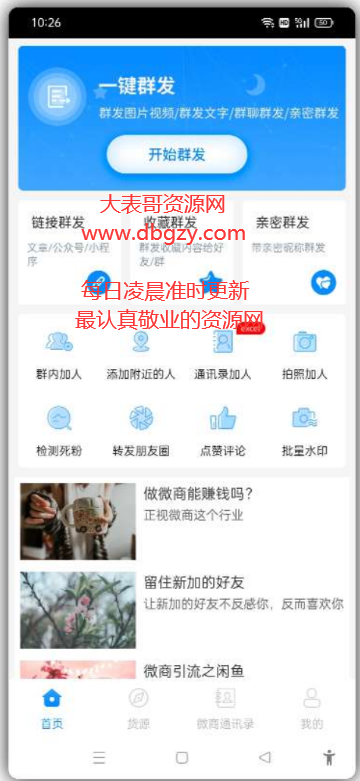 10:26
一键群发
群发图片视频/群发文字/群聊群发/亲密群发
开始群发
大表哥资源网
链接群发
收藏群发
亲密群发
www.dbgzy.com
文章/公众号/小程序
群发收藏内容给好友/群
带亲密昵称群发
每日凌晨准时更新
最认真敬业的资源网
excel
群内加人
添加附近的人
通讯录加人
拍照加人
检测死粉
转发朋友圈
点赞评论
批量水印
做微商能赚钱吗？
正视微商这个行业
留住新加的好友
让新加的好友不反感你，反而喜欢你
微商引流之闲鱼
首页
货源
微商通讯录
我的